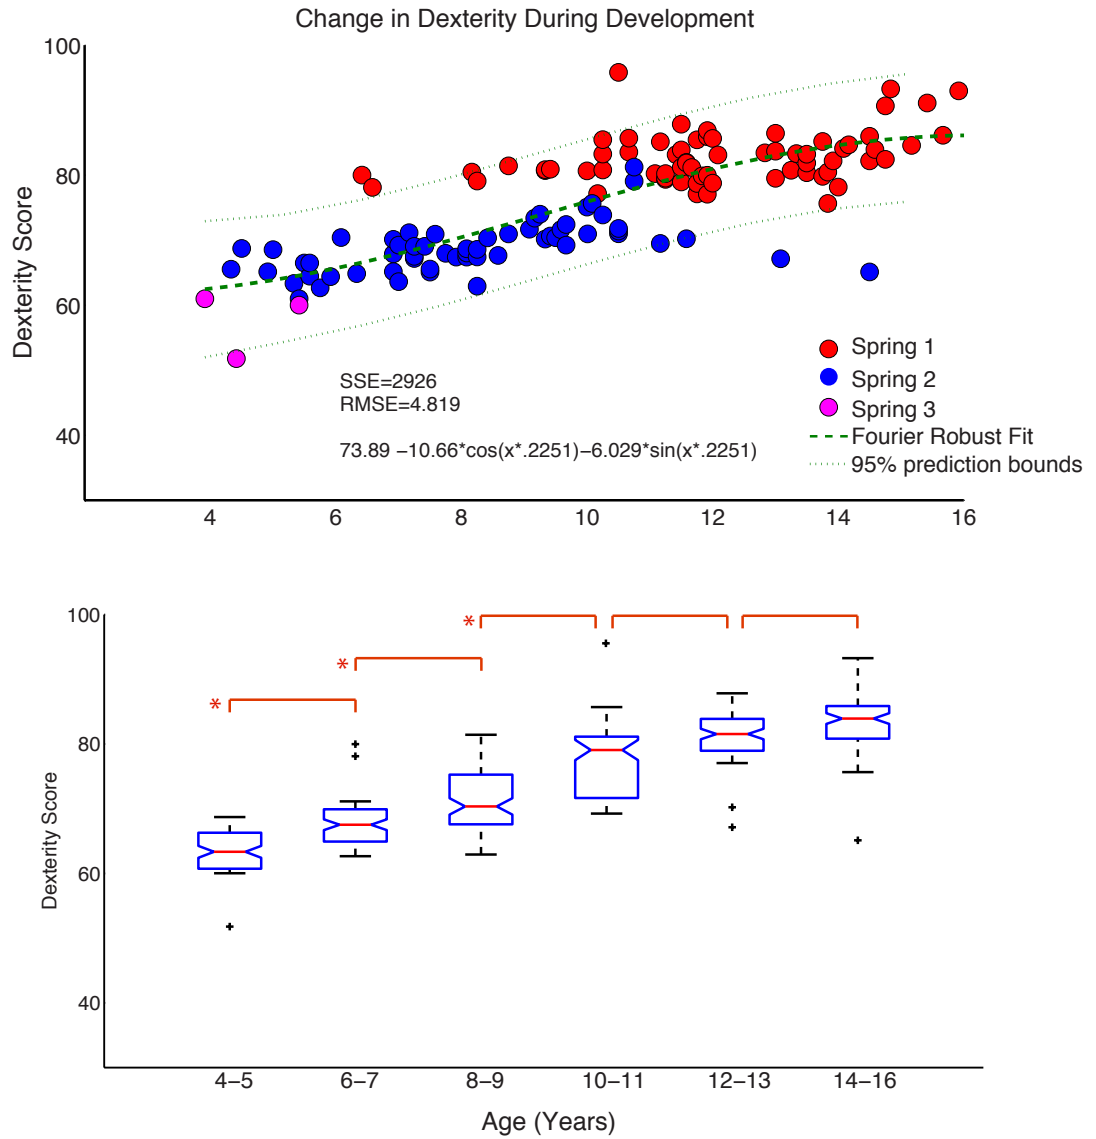 Change in Dexterity During Development
100
80
60
40
Dexterity Score
Spring 1
Spring 2
Spring 3
Fourier Robust Fit
95% prediction bounds
SSE=2926
RMSE=4.819
73.89 −10.66*cos(x*.2251)−6.029*sin(x*.2251)
4 6 8 10 12 14 16
100
80
60
40
Dexterity Score
* * *
4−5 6−7 8−9 10−11 12−13 14−16
Age (Years)